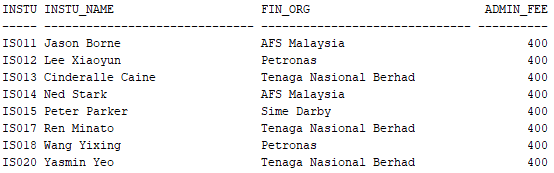 INSTU INSTU_NAME FIN_ORG ADMIN_FEE
----- ------------------------- ------------------------- ---------
IS011 Jason Borne AFS Malaysia 400
IS012 Lee Xiaoyun Petronas 400
IS013 Cinderalle Caine Tenaga Nasional Berhad 400
IS014 Ned Stark AFS Malaysia 400
IS015 Peter Parker Sime Darby 400
IS017 Ren Minato Tenaga Nasional Berhad 400
IS018 Wang Yixing Petronas 400
IS020 Yasmin Yeo Tenaga Nasional Berhad 400